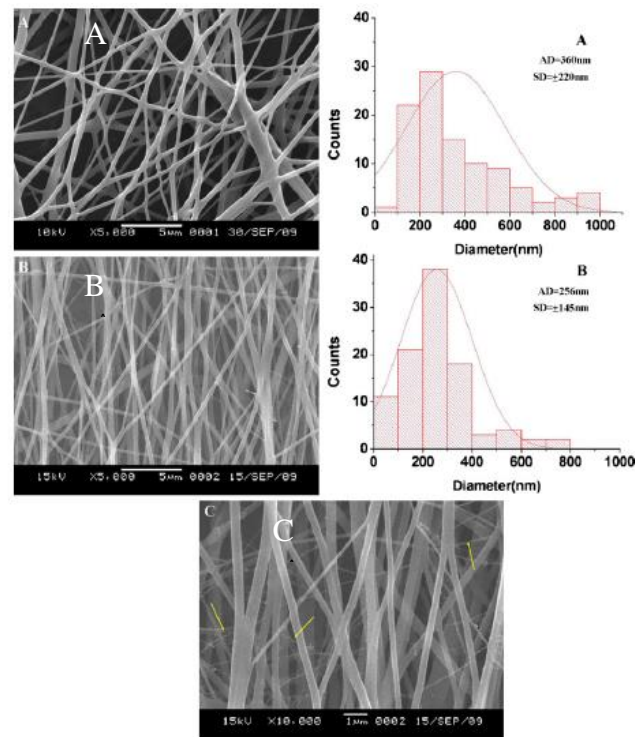 A
A
10kV X5,000 5μm 0001 30/SEP/09
40
30
20
10
0
Counts
A
AD=360nm
SD=±220nm
0 200 400 600 800 1000
Diameter(nm)
B
B
15kV X5,000 5μm 0002 15/SEP/09
40
20
0
Counts
B
AD=256nm
SD=±145nm
0 200 400 600 800 1000
Diameter(nm)
C
C
15kV X10,000 1μm 0002 15/SEP/09